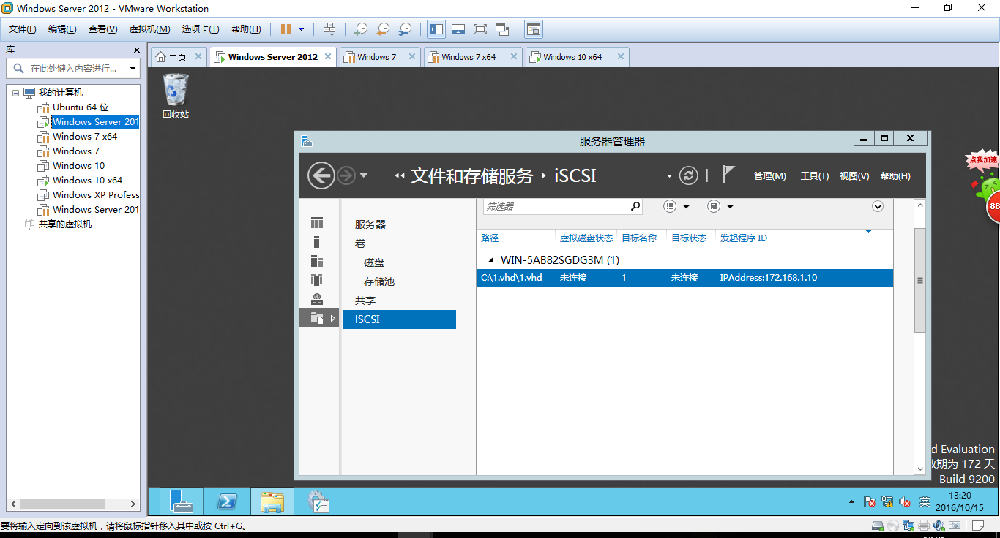 Windows Server 2012 - VMware Workstation
文件(F) 编辑(E) 查看(V) 虚拟机(M) 选项卡(T) 帮助(H)
库
主页 Windows Server 2012 Windows 7 Windows 7 x64 Windows 10 x64
在此处键入内容进行...
我的计算机
Ubuntu 64 位
Windows Server 201
Windows 7 x64
Windows 7
Windows 10
Windows 10 x64
Windows XP Profess
Windows Server 201
共享的虚拟机
回收站
服务器管理器
文件和存储服务 iSCSI
管理(M) 工具(T) 视图(V) 帮助(H)
点我加速
88
服务器
卷
磁盘
存储池
共享
iSCSI
筛选器
路径 虚拟磁盘状态 目标名称 目标状态 发起程序 ID
WIN-5AB82SGDG3M (1)
C:\1.vhd\1.vhd 未连接 1 未连接 IPAddress:172.168.1.10
d Evaluation
期为 172 天
Build 9200
英
13:20
2016/10/15
要将输入定向到该虚拟机，请将鼠标指针移入其中或按 Ctrl+G。